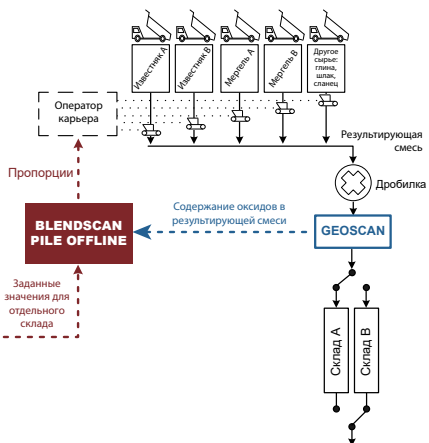 Известняк А
Известняк В
Мергель А
Мергель В
Другое
сырье:
глина,
шлак,
сланец
Оператор
карьера
Результирующая
смесь
Пропорции
Дробилка
Содержание оксидов в
результирующей смеси
BLENDSCAN
PILE OFFLINE
GEOSCAN
Заданные
значения для
отдельного
склада
Склад А
Склад В